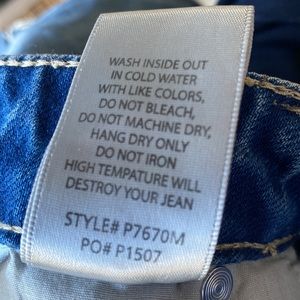 WASH INSIDE OUT
IN COLD WATER
WITH LIKE COLORS,
DO NOT BLEACH,
DO NOT MACHINE DRY,
HANG DRY ONLY
DO NOT IRON
HIGH TEMPATURE WILL
DESTROY YOUR JEAN
STYLE# P7670M
PO# P1507